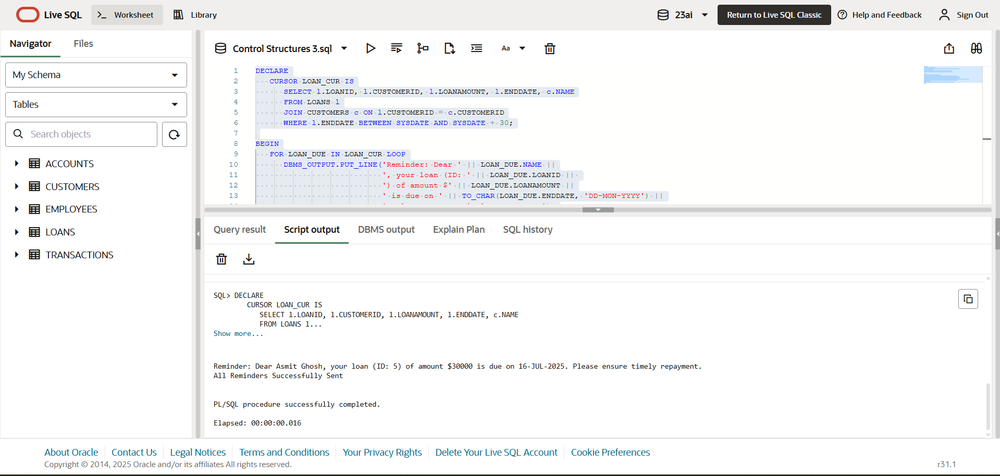 Live SQL
Worksheet
Library
23ai
Return to Live SQL Classic
Help and Feedback
Sign Out
Navigator
Files
My Schema
Tables
Search objects
ACCOUNTS
CUSTOMERS
EMPLOYEES
LOANS
TRANSACTIONS
Control Structures 3.sql
Aa
1 DECLARE
2 CURSOR LOAN_CUR IS
3 SELECT l.LOANID, l.CUSTOMERID, l.LOANAMOUNT, l.ENDDATE, c.NAME
4 FROM LOANS l
5 JOIN CUSTOMERS c ON l.CUSTOMERID = c.CUSTOMERID
6 WHERE l.ENDDATE BETWEEN SYSDATE AND SYSDATE + 30;
7
8 BEGIN
9 FOR LOAN_DUE IN LOAN_CUR LOOP
10 DBMS_OUTPUT.PUT_LINE('Reminder: Dear ' || LOAN_DUE.NAME ||
11 ', your loan (ID: ' || LOAN_DUE.LOANID ||
12 ') of amount $' || LOAN_DUE.LOANAMOUNT ||
13 ' is due on ' || TO_CHAR(LOAN_DUE.ENDDATE, 'DD-MON-YYYY') ||
Query result
Script output
DBMS output
Explain Plan
SQL history
SQL> DECLARE
CURSOR LOAN_CUR IS
SELECT l.LOANID, l.CUSTOMERID, l.LOANAMOUNT, l.ENDDATE, c.NAME
FROM LOANS l...
Show more...
Reminder: Dear Asmit Ghosh, your loan (ID: 5) of amount $30000 is due on 16-JUL-2025. Please ensure timely repayment.
All Reminders Successfully Sent
PL/SQL procedure successfully completed.
Elapsed: 00:00:00.016
About Oracle
Contact Us
Legal Notices
Terms and Conditions
Your Privacy Rights
Delete Your Live SQL Account
Cookie Preferences
Copyright © 2014, 2025 Oracle and/or its affiliates All rights reserved.
r31.1